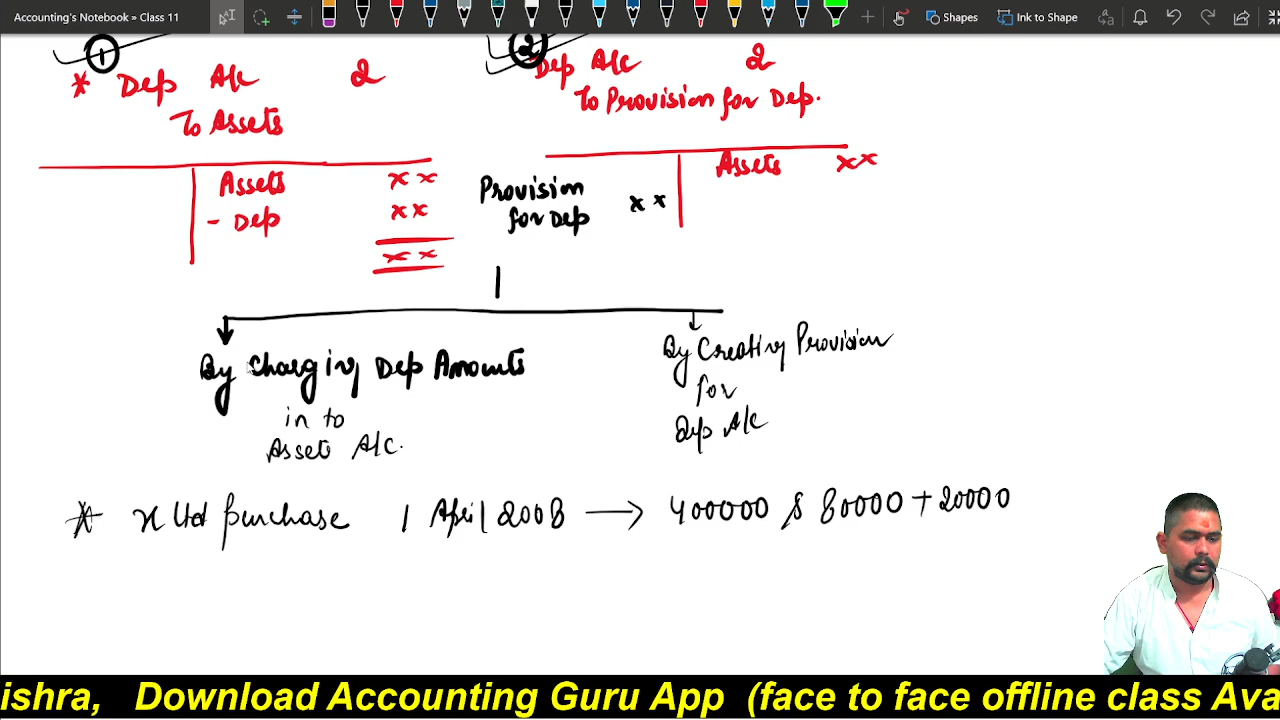 Accounting's Notebook » Class 11
Shapes
Ink to Shape
1
* Dep A/c 2
To Assets
Assets xx
- Dep xx
xx
2
Dep A/c 2
To Provision for Dep.
Provision for Dep xx
Assets xx
By Charging Dep Amounts
in to
Assets A/c.
By Creating Provision
for
Dep A/c
* x Ltd purchase 1 April 2008 → 400000 & 80000 + 20000
ishra, Download Accounting Guru App (face to face offline class Ava